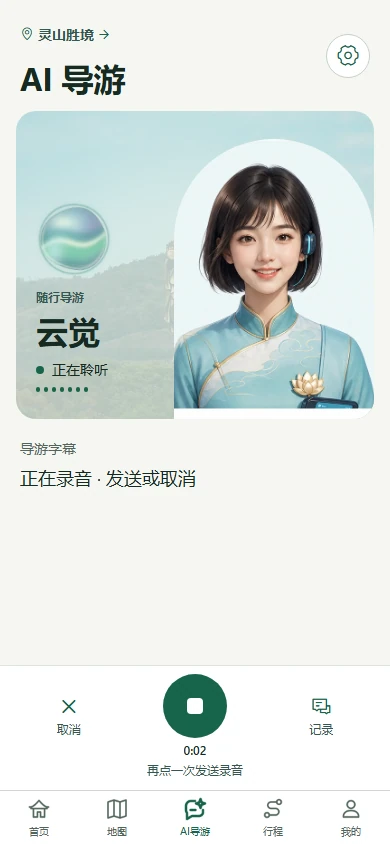 灵山胜境
AI 导游
随行导游
云觉
正在聆听
导游字幕
正在录音 · 发送或取消
取消
0:02
再点一次发送录音
记录
首页
地图
AI导游
行程
我的